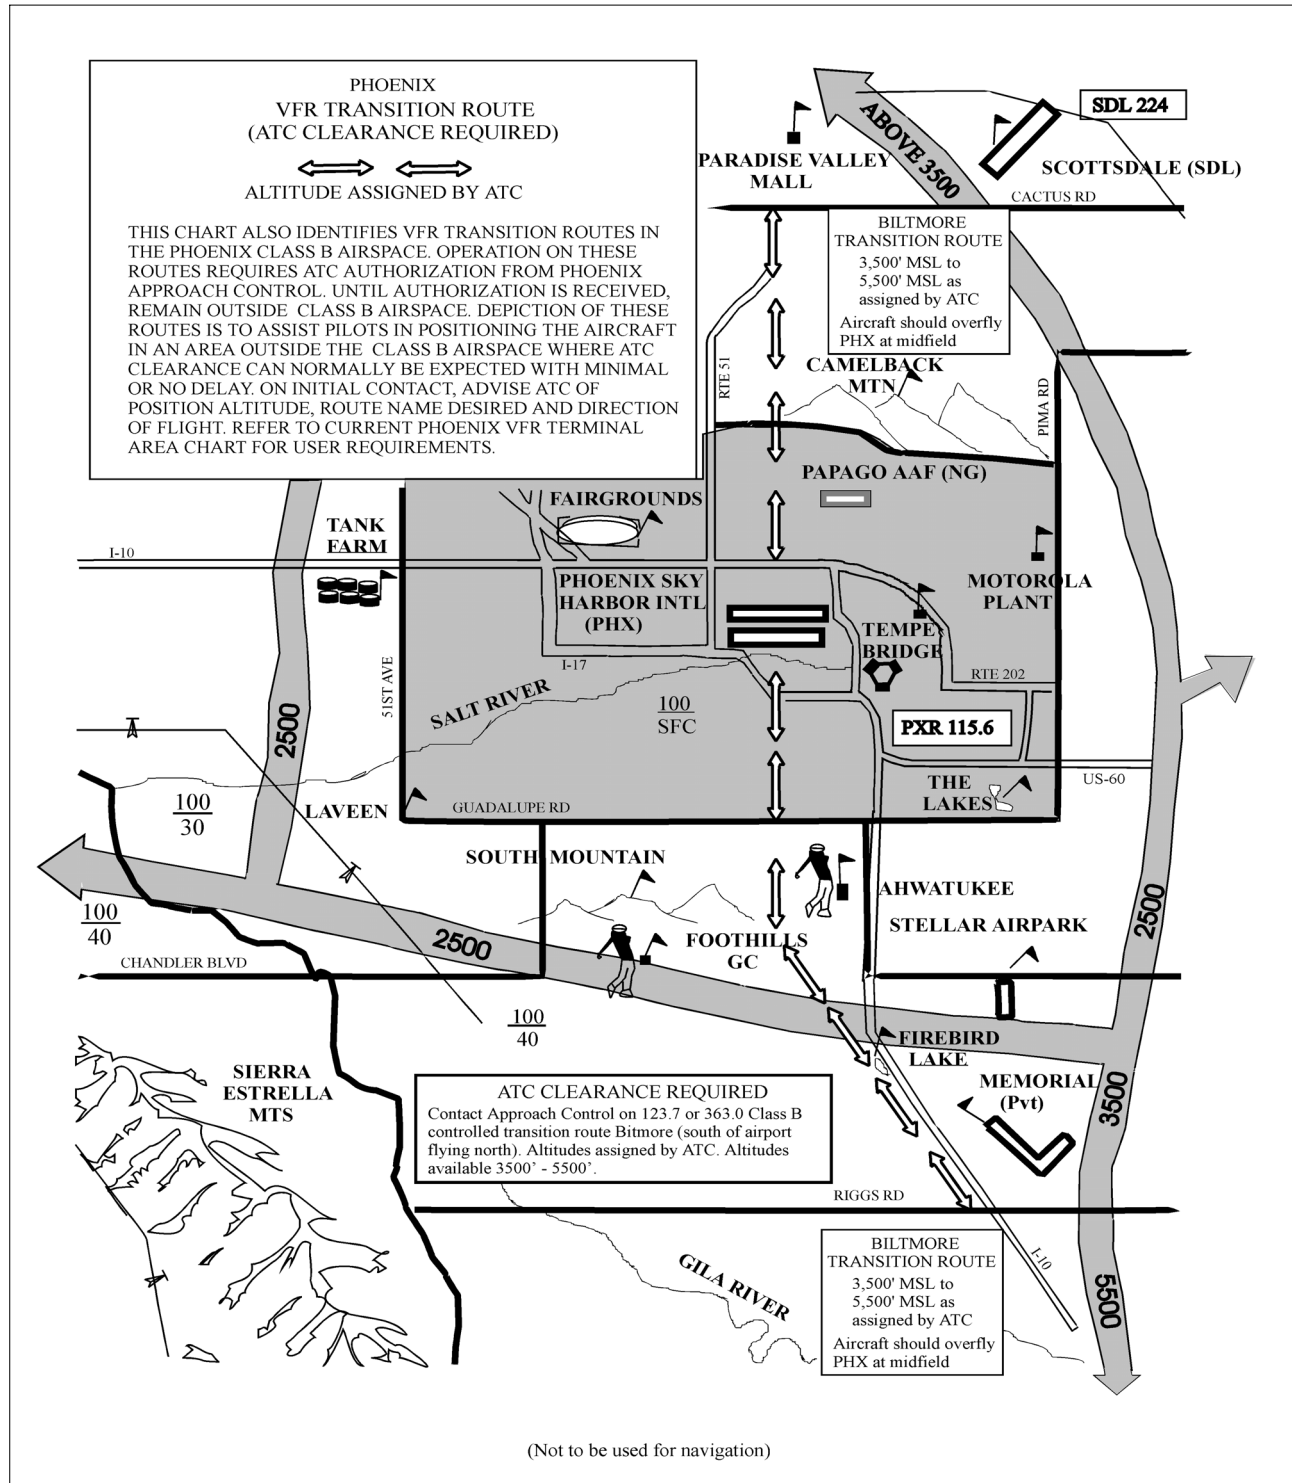 PHOENIX
VFR TRANSITION ROUTE
(ATC CLEARANCE REQUIRED)
ALTITUDE ASSIGNED BY ATC
THIS CHART ALSO IDENTIFIES VFR TRANSITION ROUTES IN
THE PHOENIX CLASS B AIRSPACE. OPERATION ON THESE
ROUTES REQUIRES ATC AUTHORIZATION FROM PHOENIX
APPROACH CONTROL. UNTIL AUTHORIZATION IS RECEIVED,
REMAIN OUTSIDE CLASS B AIRSPACE. DEPICTION OF THESE
ROUTES IS TO ASSIST PILOTS IN POSITIONING THE AIRCRAFT
IN AN AREA OUTSIDE THE CLASS B AIRSPACE WHERE ATC
CLEARANCE CAN NORMALLY BE EXPECTED WITH MINIMAL
OR NO DELAY. ON INITIAL CONTACT, ADVISE ATC OF
POSITION ALTITUDE, ROUTE NAME DESIRED AND DIRECTION
OF FLIGHT. REFER TO CURRENT PHOENIX VFR TERMINAL
AREA CHART FOR USER REQUIREMENTS.
SDL 224
ABOVE 3500
PARADISE VALLEY
MALL
SCOTTSDALE (SDL)
CACTUS RD
BILTMORE
TRANSITION ROUTE
3,500' MSL to
5,500' MSL as
assigned by ATC
Aircraft should overfly
PHX at midfield
RTE 51
CAMELBACK
MTN
PIMA RD
PAPAGO AAF (NG)
FAIRGROUNDS
TANK
FARM
I-10
PHOENIX SKY
HARBOR INTL
(PHX)
MOTOROLA
PLANT
TEMPE
BRIDGE
I-17
RTE 202
51ST AVE
SALT RIVER
100
SFC
PXR 115.6
2500
US-60
THE
LAKES
100
30
LAVEEN
GUADALUPE RD
SOUTH MOUNTAIN
AHWATUKEE
STELLAR AIRPARK
2500
100
40
2500
FOOTHILLS
GC
CHANDLER BLVD
100
40
FIREBIRD
LAKE
SIERRA
ESTRELLA
MTS
MEMORIAL
(Pvt)
3500
ATC CLEARANCE REQUIRED
Contact Approach Control on 123.7 or 363.0 Class B
controlled transition route Bitmore (south of airport
flying north). Altitudes assigned by ATC. Altitudes
available 3500’ - 5500’.
RIGGS RD
GILA RIVER
I-10
BILTMORE
TRANSITION ROUTE
3,500' MSL to
5,500' MSL as
assigned by ATC
Aircraft should overfly
PHX at midfield
5500
(Not to be used for navigation)